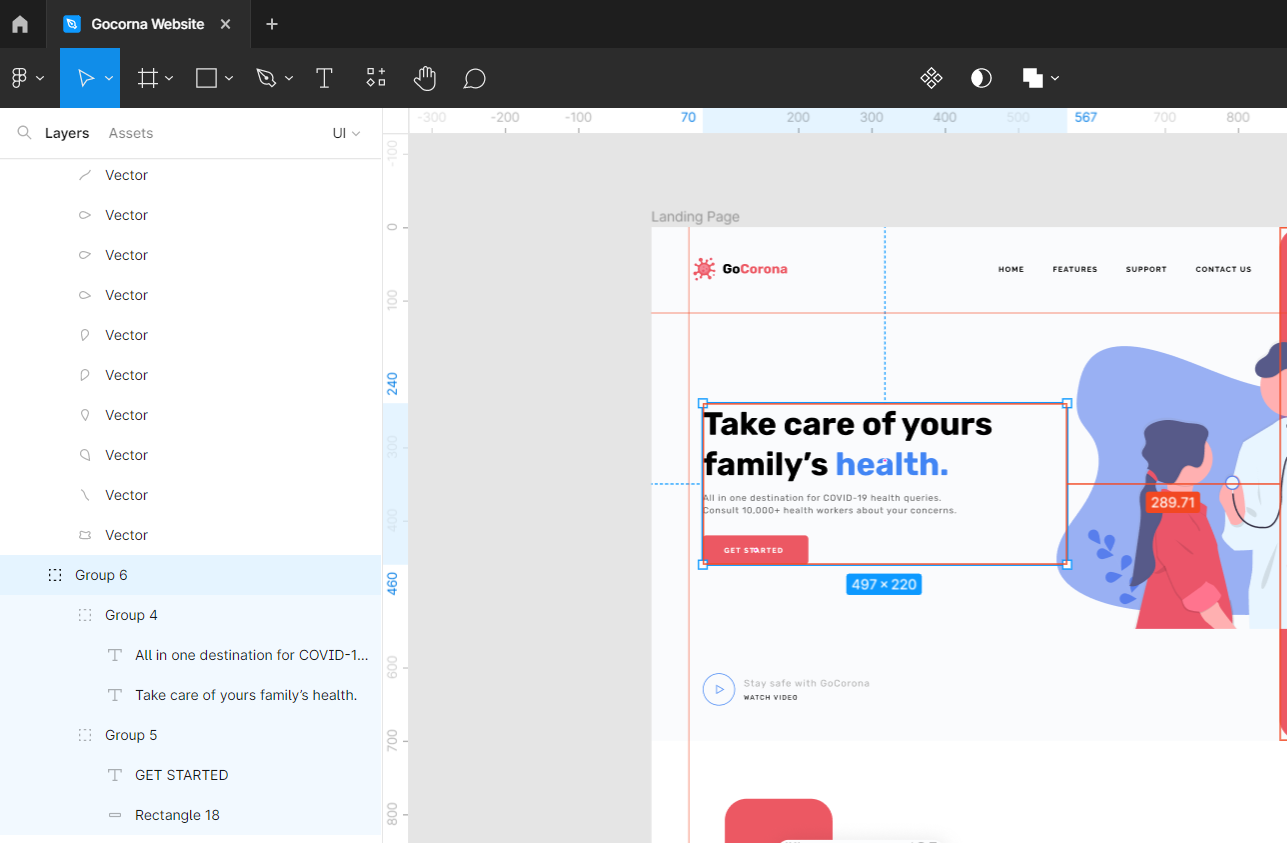 Gocorna Website
Layers
Assets
UI
Vector
Vector
Vector
Vector
Vector
Vector
Vector
Vector
Vector
Vector
Group 6
Group 4
All in one destination for COVID-1...
Take care of yours family's health.
Group 5
GET STARTED
Rectangle 18
-300 -200 -100 70 200 300 400 500 567 700 800
-100
0
100
240
300
400
460
600
700
800
Landing Page
GoCorona
HOME FEATURES SUPPORT CONTACT US
Take care of yours
family's health.
All in one destination for COVID-19 health queries.
Consult 10,000+ health workers about your concerns.
GET STARTED
289.71
497 × 220
Stay safe with GoCorona
WATCH VIDEO